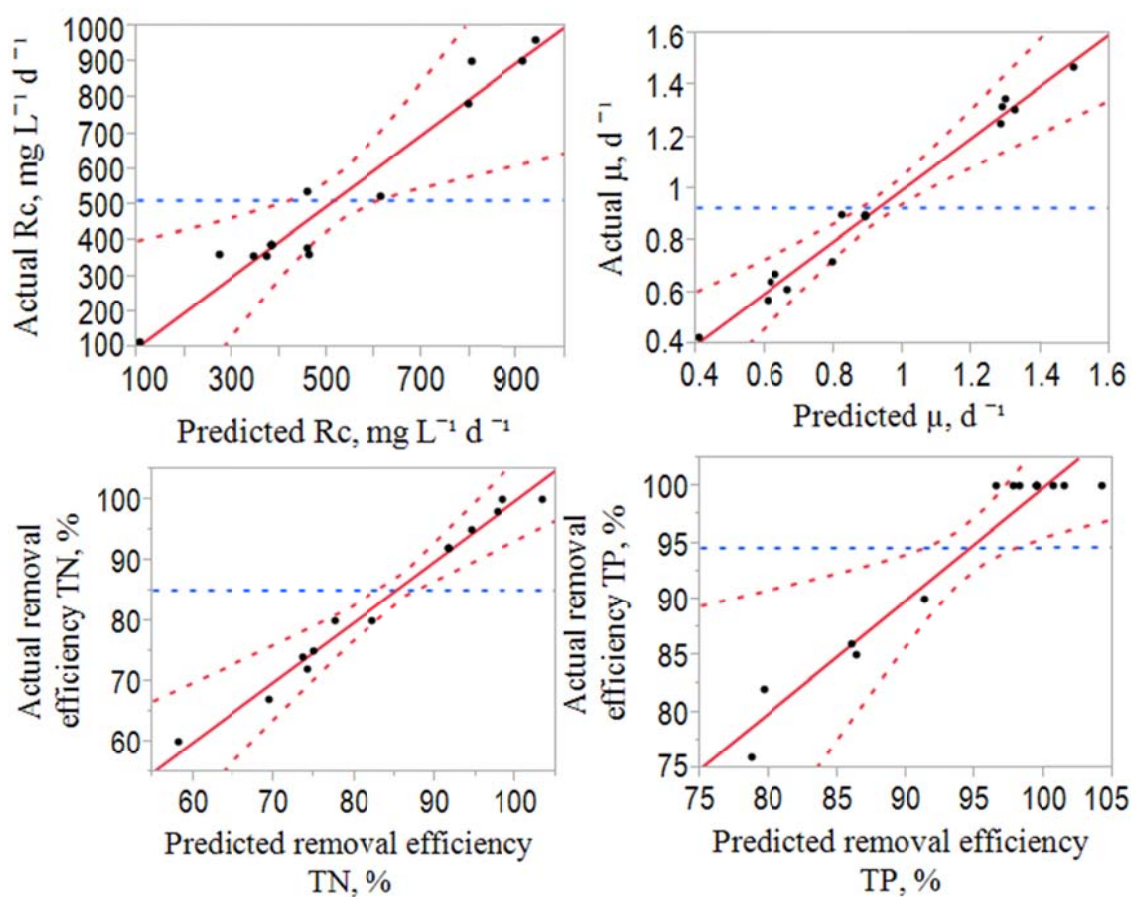 Actual Rc, mg L⁻¹ d⁻¹
1000
900
800
700
600
500
400
300
200
100
100 300 500 700 900
Predicted Rc, mg L⁻¹ d⁻¹
Actual μ, d⁻¹
1.6
1.4
1.2
1
0.8
0.6
0.4
0.4 0.6 0.8 1 1.2 1.4 1.6
Predicted μ, d⁻¹
Actual removal
efficiency TN, %
100
90
80
70
60
60 70 80 90 100
Predicted removal efficiency
TN, %
Actual removal
efficiency TP, %
100
95
90
85
80
75
75 80 85 90 95 100 105
Predicted removal efficiency
TP, %